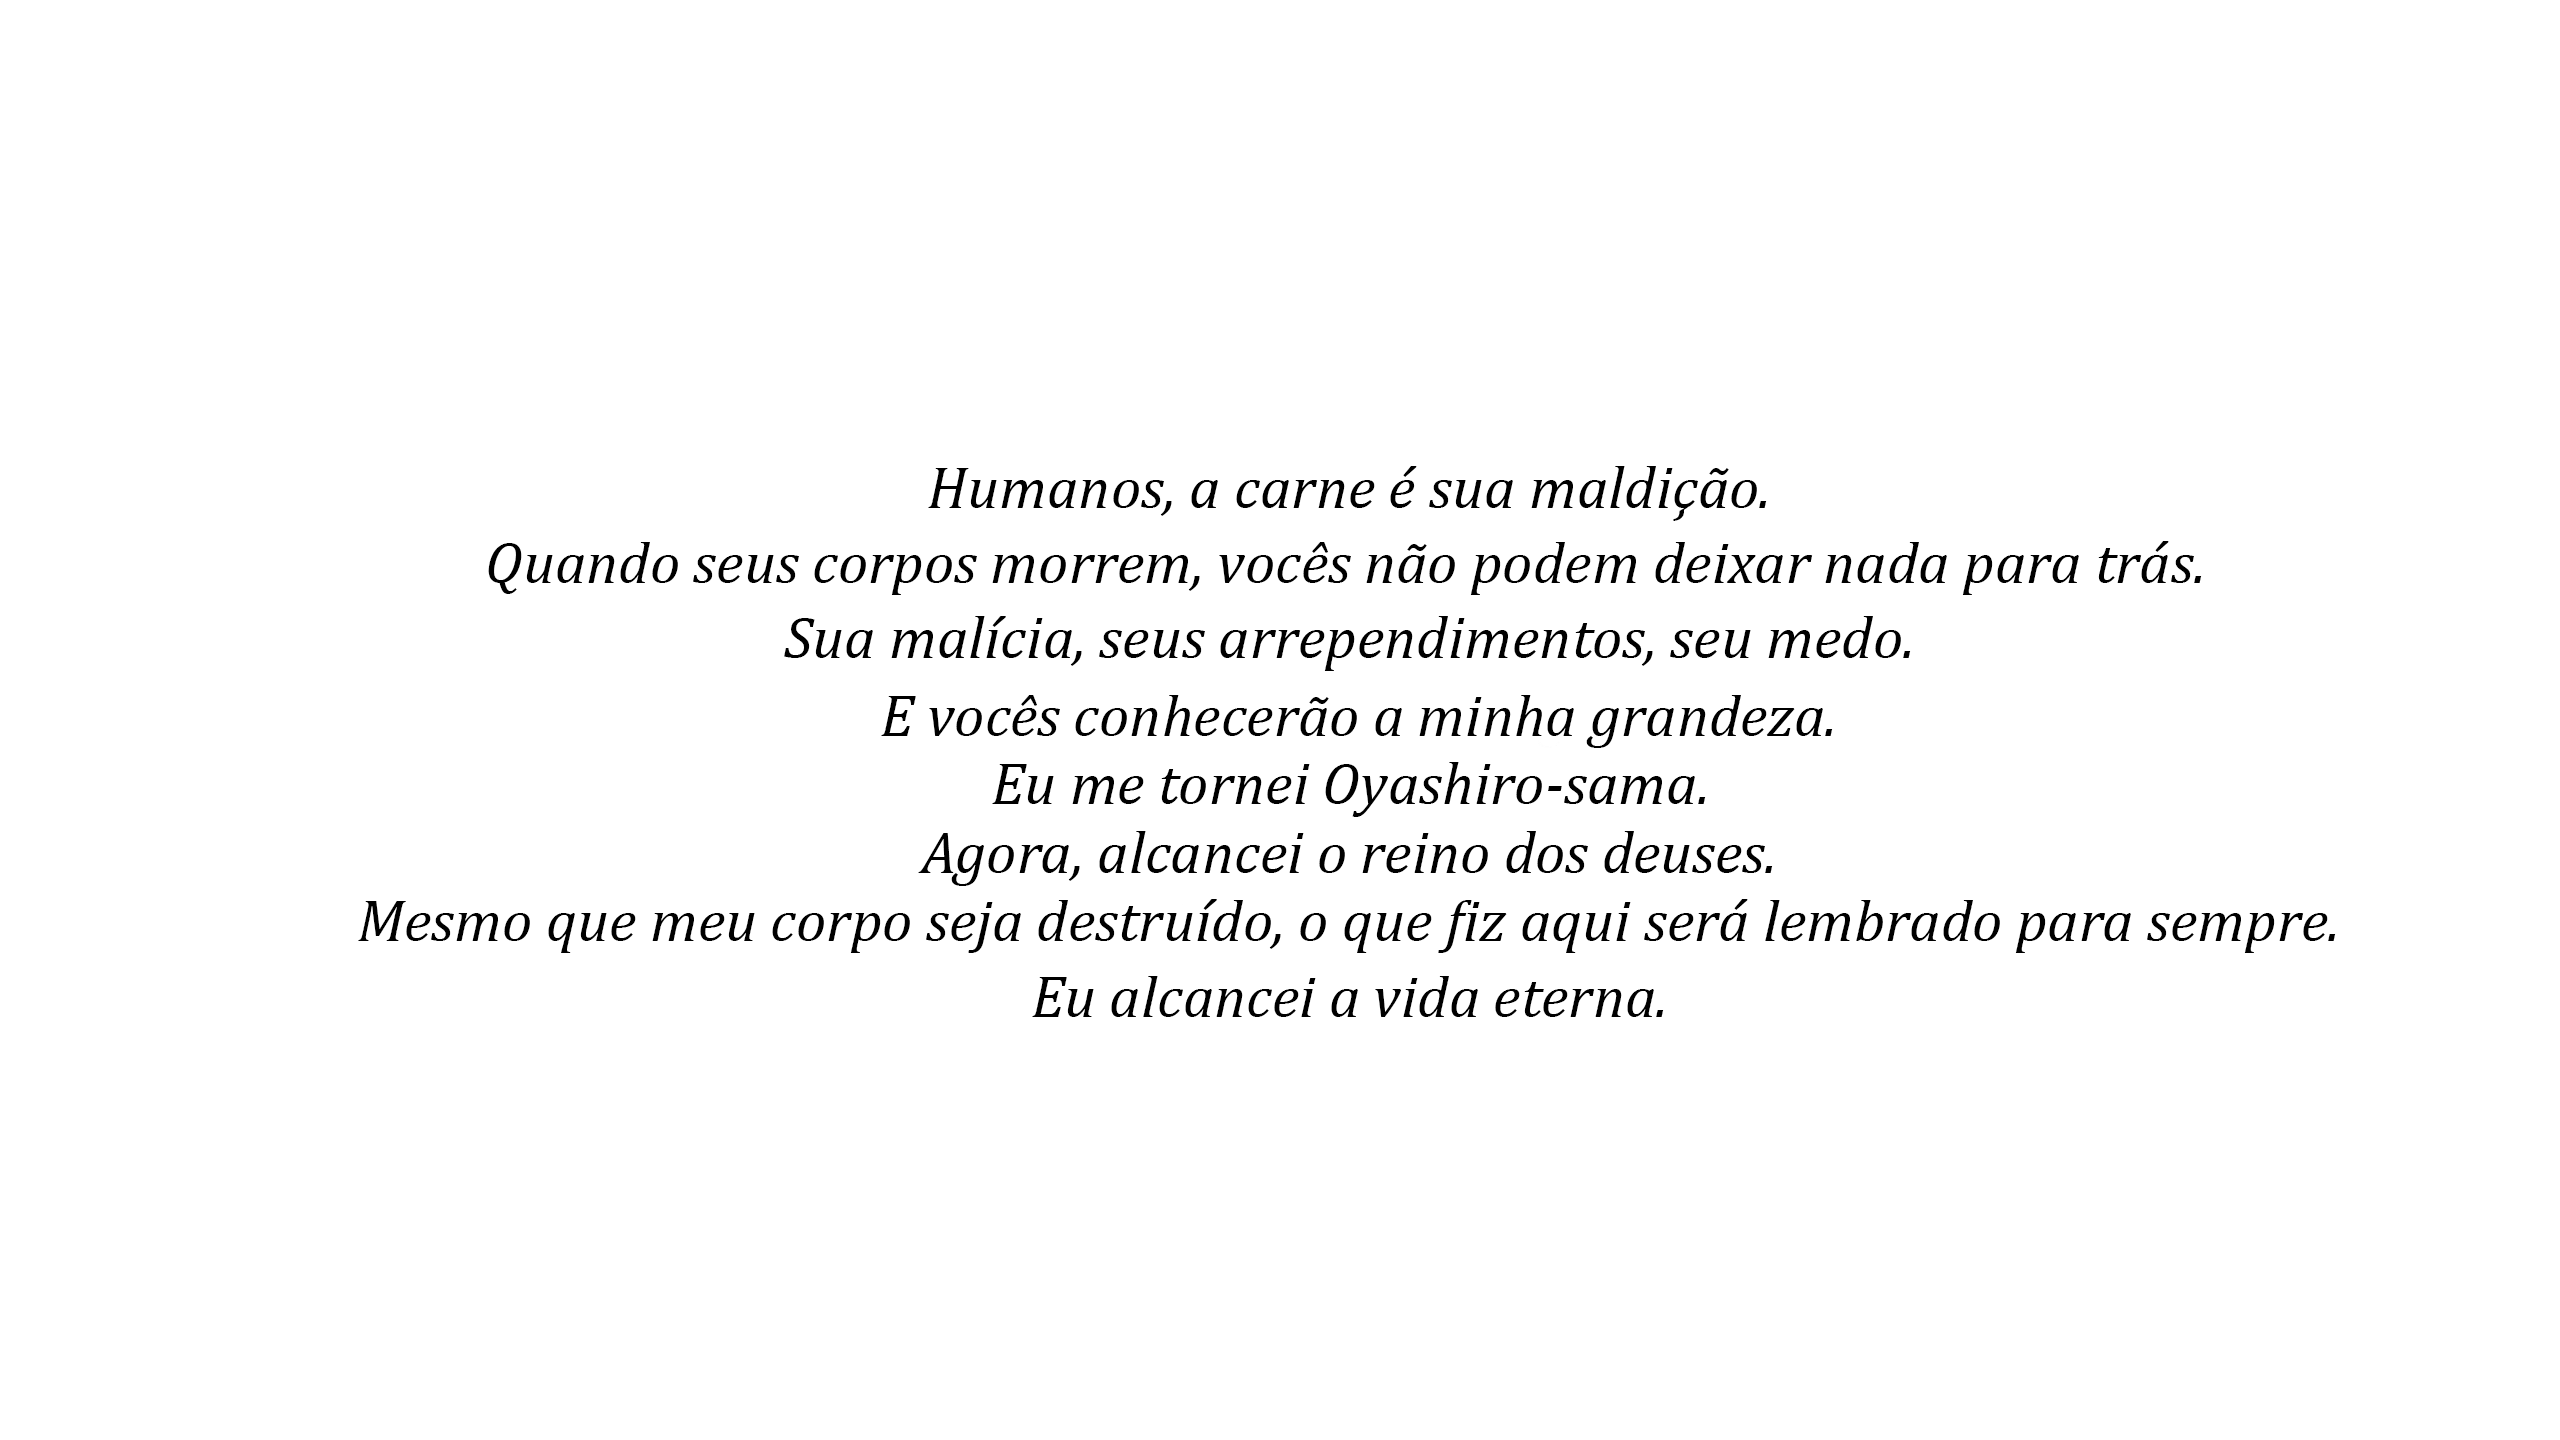 Humanos, a carne é sua maldição.
Quando seus corpos morrem, vocês não podem deixar nada para trás.
Sua malícia, seus arrependimentos, seu medo.
E vocês conhecerão a minha grandeza.
Eu me tornei Oyashiro-sama.
Agora, alcancei o reino dos deuses.
Mesmo que meu corpo seja destruído, o que fiz aqui será lembrado para sempre.
Eu alcancei a vida eterna.